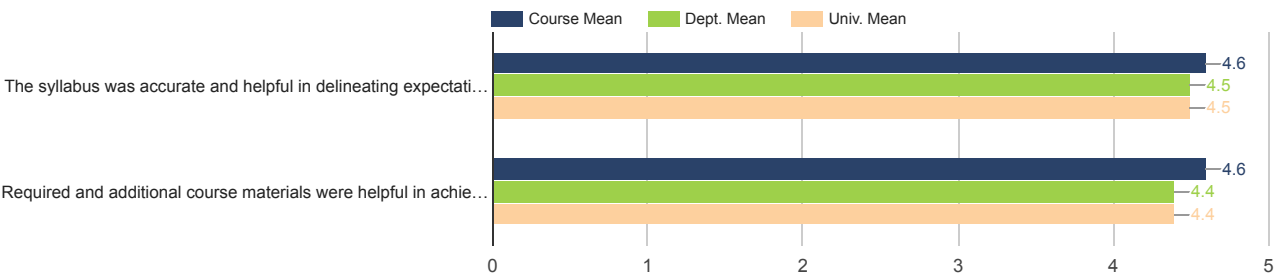 Course Mean Dept. Mean Univ. Mean
4.6
The syllabus was accurate and helpful in delineating expectati… 4.5
4.5
4.6
Required and additional course materials were helpful in achie… 4.4
4.4
0 1 2 3 4 5